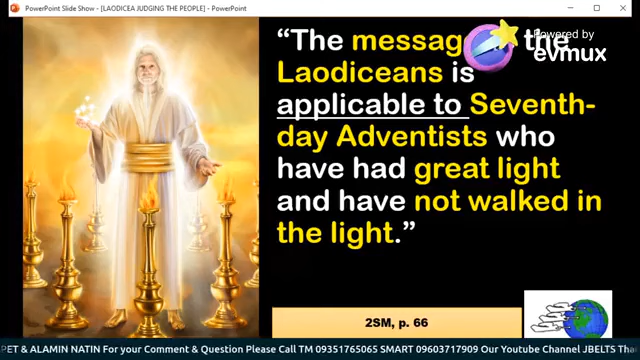 PowerPoint Slide Show - [LAODICEA JUDGING THE PEOPLE] - PowerPoint
"The message the
Powered by
evmux
Laodiceans is
applicable to Seventh-
day Adventists who
have had great light
and have not walked in
the light."
2SM, p. 66
PET & ALAMIN NATIN For your Comment & Question Please Call TM 09351765065 SMART 09603717909 Our Youtube Channel JBELTS